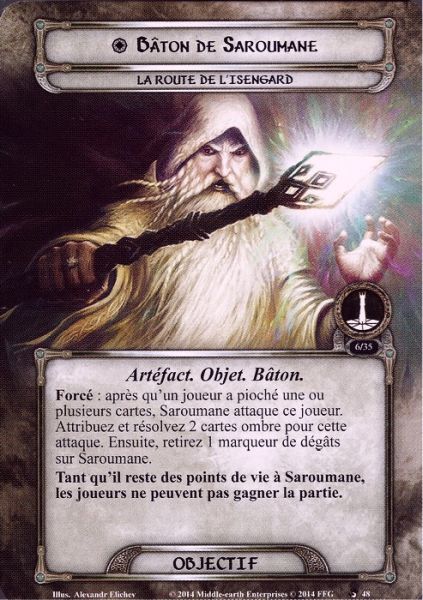 BÂTON DE SAROUMANE
LA ROUTE DE L'ISENGARD
6/35
Artéfact. Objet. Bâton.
Forcé : après qu'un joueur a pioché une ou
plusieurs cartes, Saroumane attaque ce joueur.
Attribuez et résolvez 2 cartes ombre pour cette
attaque. Ensuite, retirez 1 marqueur de dégâts
sur Saroumane.
Tant qu'il reste des points de vie à Saroumane,
les joueurs ne peuvent pas gagner la partie.
OBJECTIF
Illus. Alexandr Elichev © 2014 Middle-earth Enterprises © 2014 FFG 48